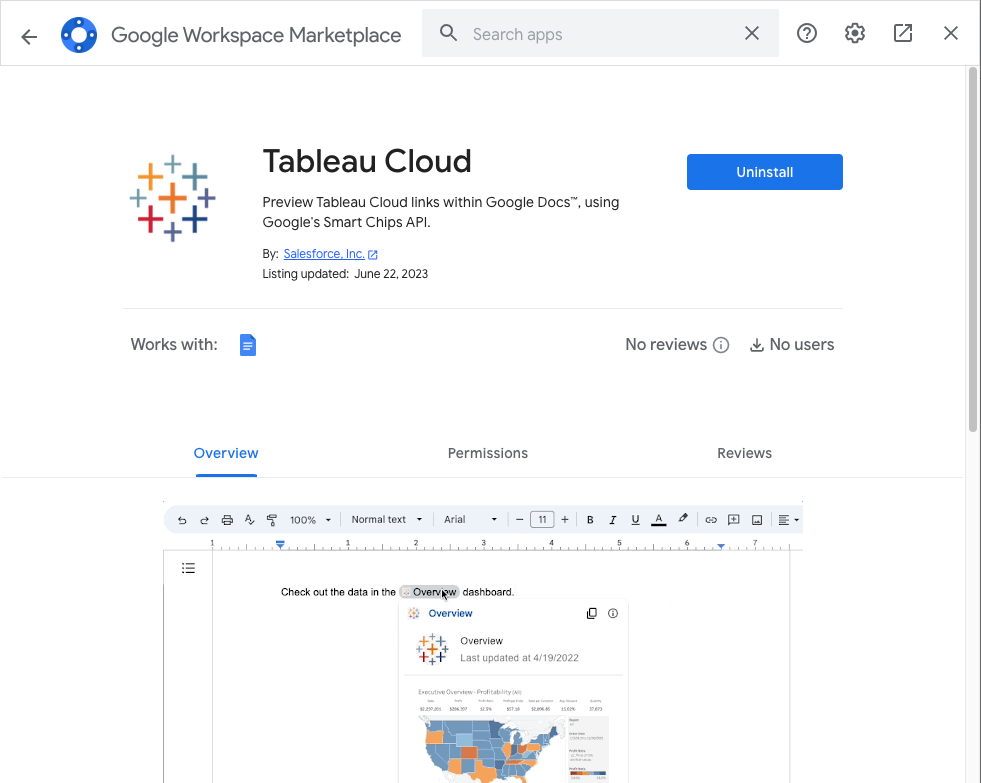 Google Workspace Marketplace
Search apps
Tableau Cloud
Uninstall
Preview Tableau Cloud links within Google Docs™, using
Google's Smart Chips API.
By: Salesforce, Inc.
Listing updated: June 22, 2023
Works with:
No reviews
No users
Overview
Permissions
Reviews
100%
Normal text
Arial
11
B I U A
1 1 2 3 4 5 6 7
Check out the data in the Overview dashboard.
Overview
Overview
Last updated at 4/19/2022
Executive Overview - Profitability (All)